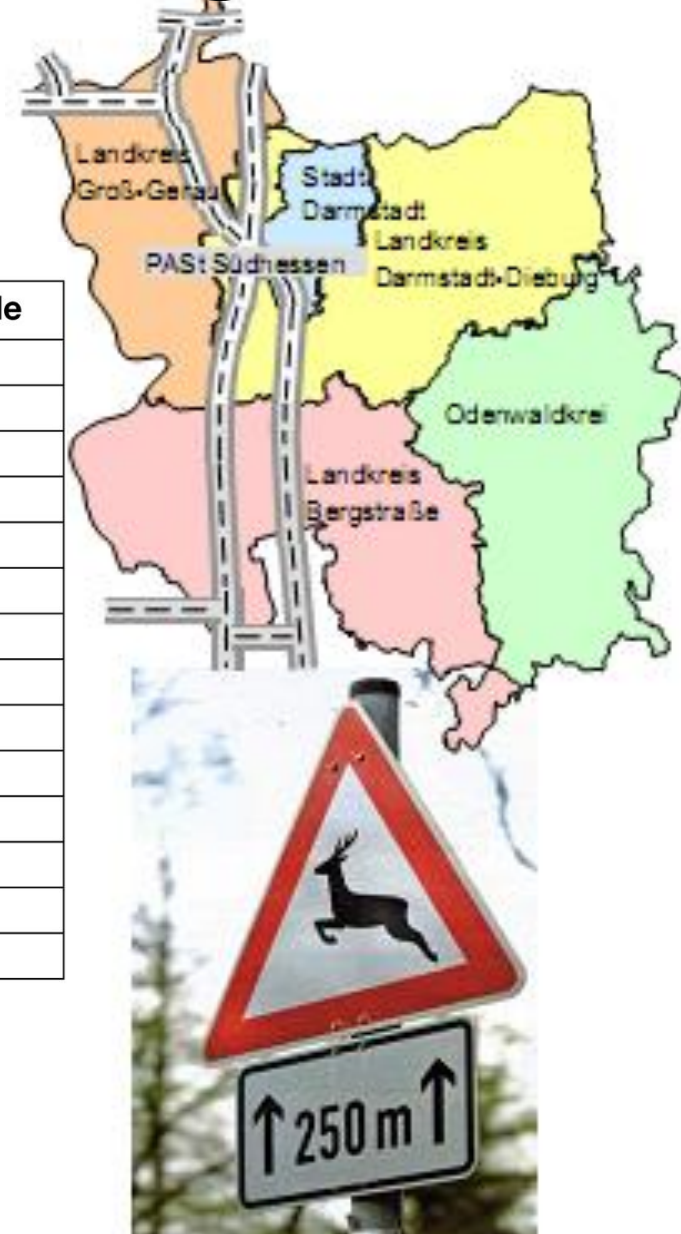 Landkreis
Groß-Gerau
Stadt
Darmstadt
Landkreis
Darmstadt-Dieburg
PASt Südhessen
le
Odenwaldkrei
Landkreis
Bergstraße
↑ 250 m ↑